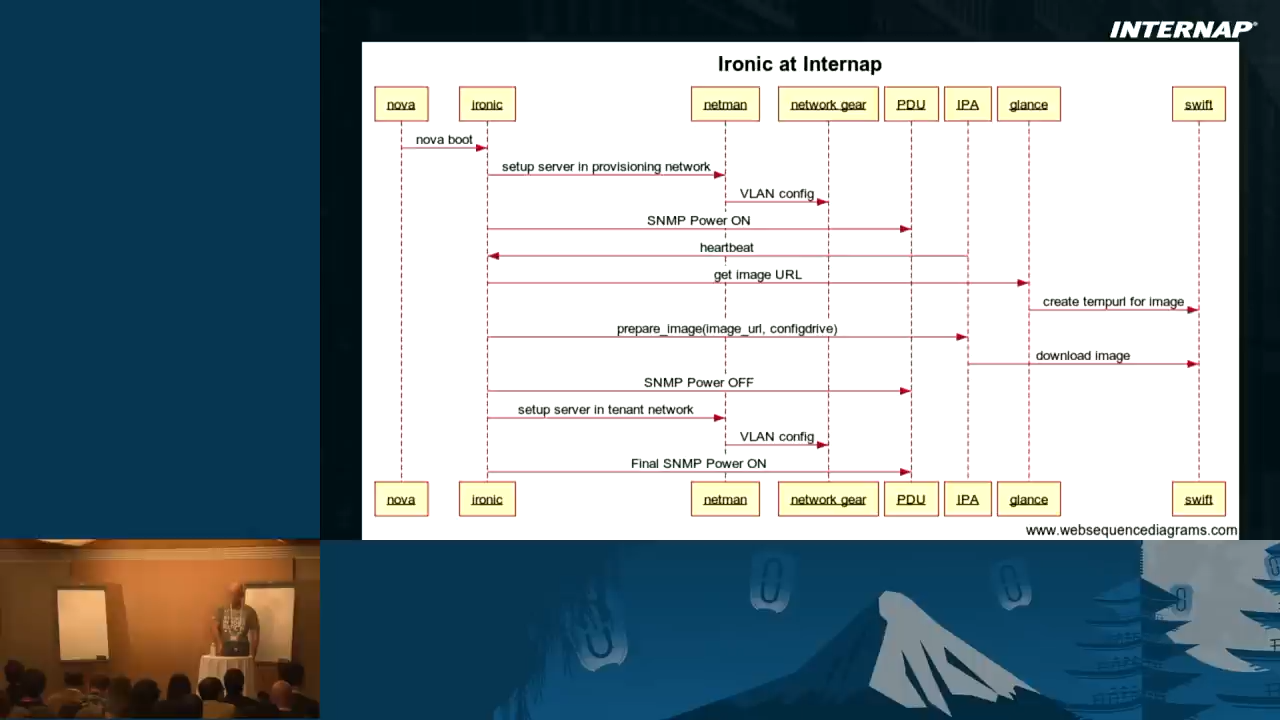 INTERNAP
Ironic at Internap
nova ironic netman network gear PDU IPA glance swift
nova boot
setup server in provisioning network
VLAN config
SNMP Power ON
heartbeat
get image URL
create tempurl for image
prepare_image(image_url, configdrive)
download image
SNMP Power OFF
setup server in tenant network
VLAN config
Final SNMP Power ON
nova ironic netman network gear PDU IPA glance swift
www.websequencediagrams.com